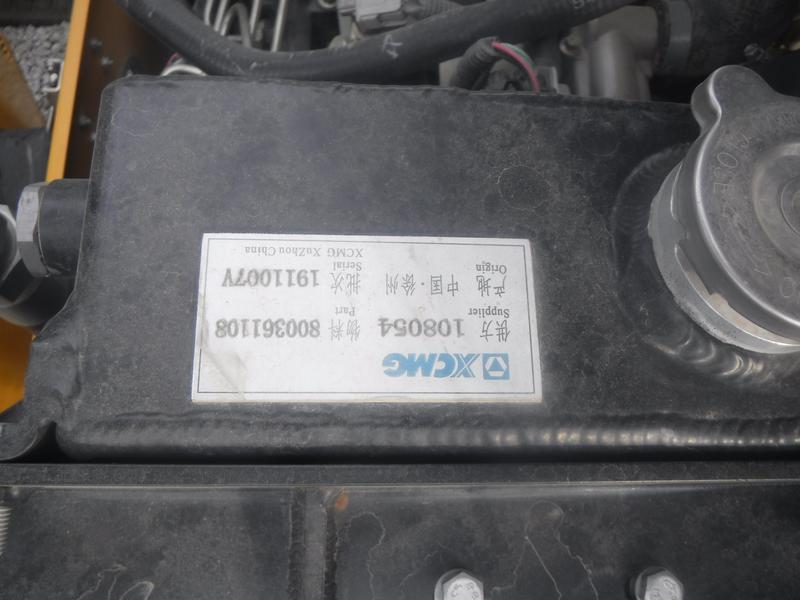 XCMG
供方 108054 物料 800361108
Supplier Part
产地 中国·徐州 批次 1911007V
Origin XCMG XuZhou China Serial